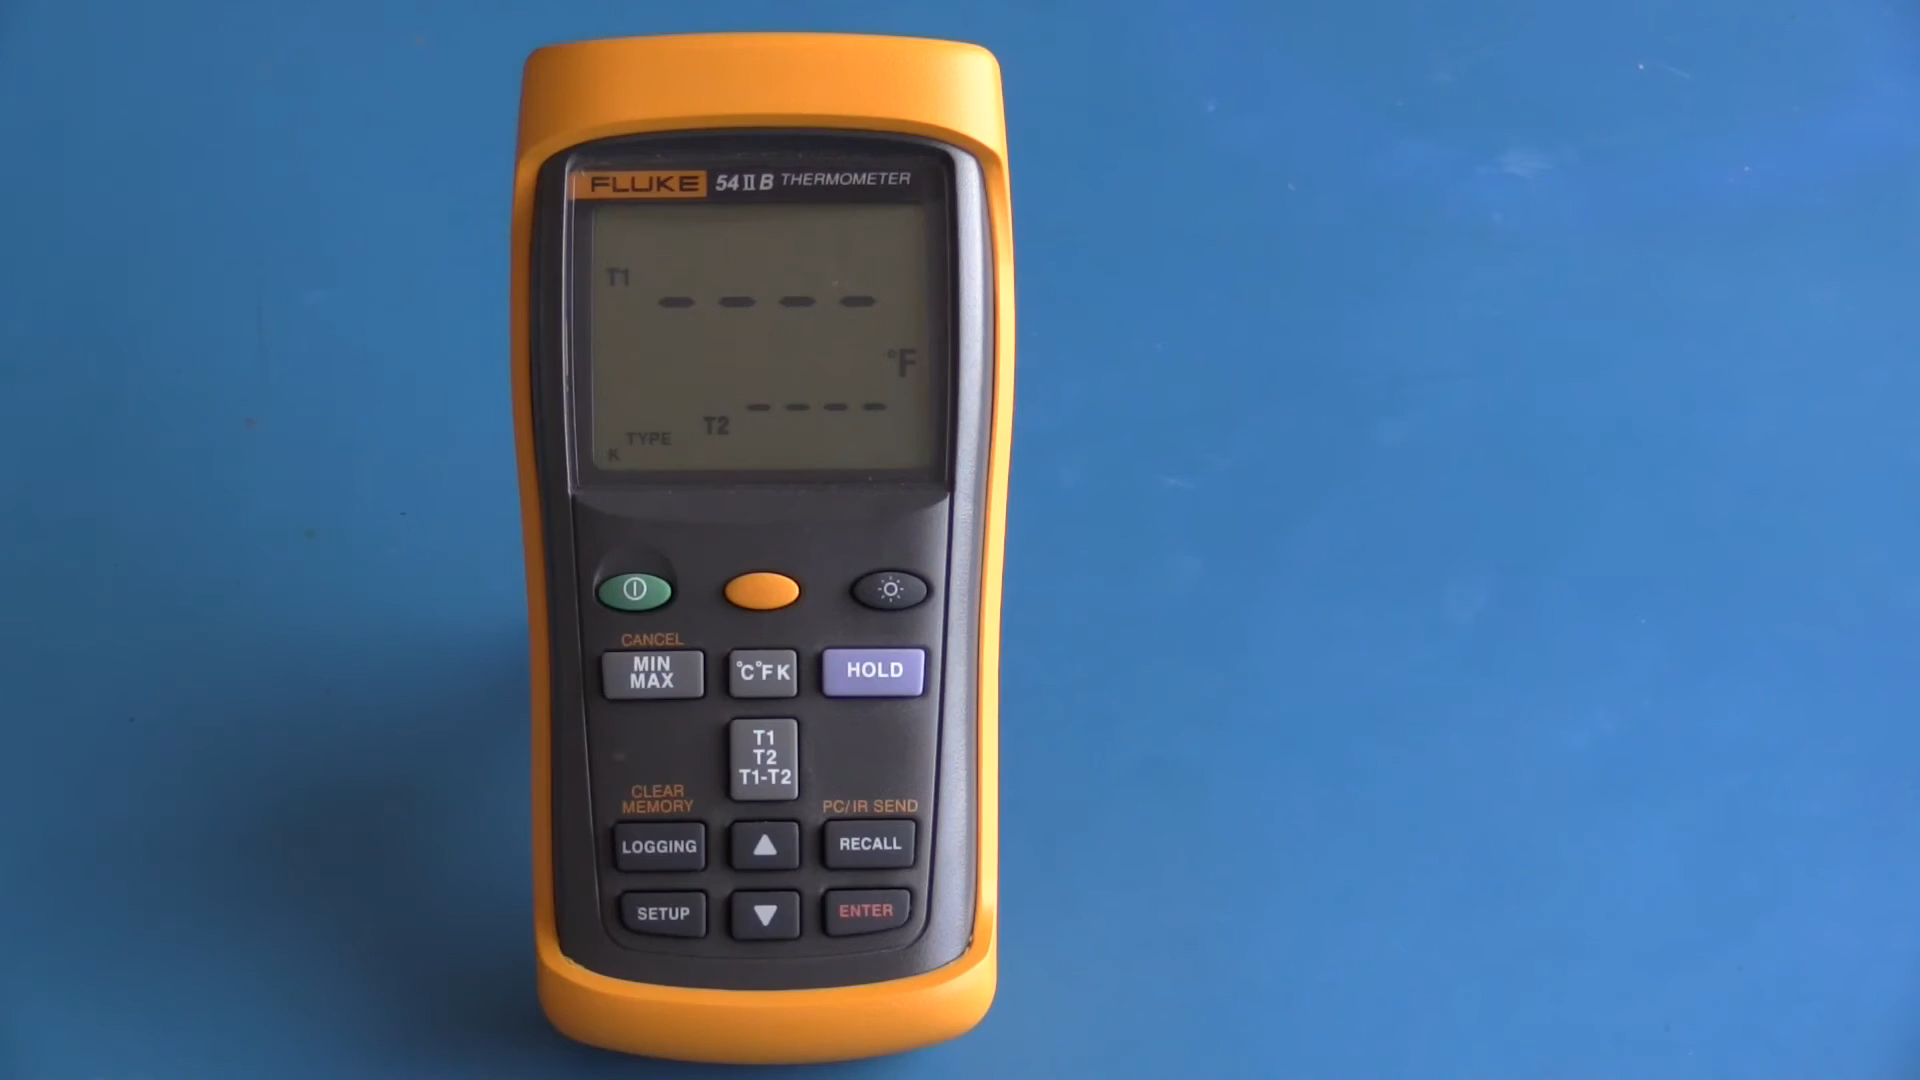 FLUKE 54 II B THERMOMETER
T1
- - - -
°F
T2 - - - -
TYPE
K
CANCEL
MIN MAX
°C°F K
HOLD
T1
T2
T1-T2
CLEAR
MEMORY
PC/IR SEND
LOGGING
RECALL
SETUP
ENTER